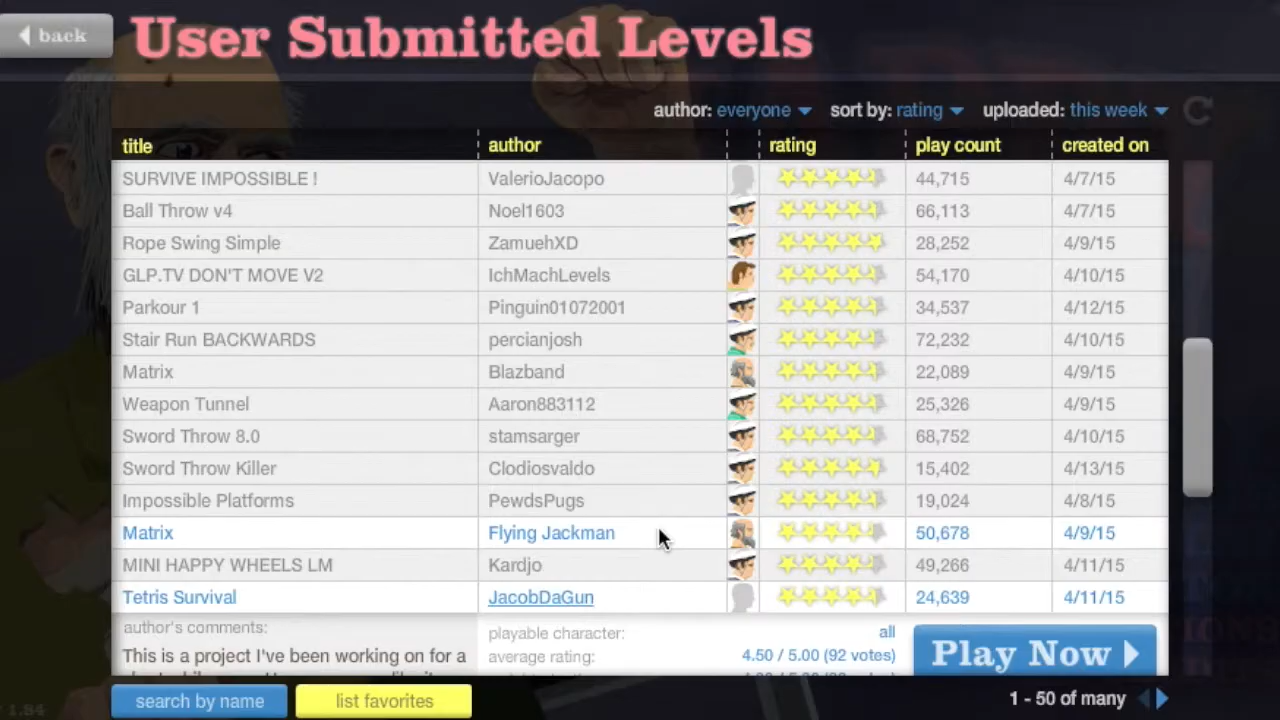 back
User Submitted Levels
author: everyone sort by: rating uploaded: this week
title author rating play count created on
SURVIVE IMPOSSIBLE ! ValerioJacopo 44,715 4/7/15
Ball Throw v4 Noel1603 66,113 4/7/15
Rope Swing Simple ZamuehXD 28,252 4/9/15
GLP.TV DON'T MOVE V2 IchMachLevels 54,170 4/10/15
Parkour 1 Pinguin01072001 34,537 4/12/15
Stair Run BACKWARDS percianjosh 72,232 4/10/15
Matrix Blazband 22,089 4/9/15
Weapon Tunnel Aaron883112 25,326 4/9/15
Sword Throw 8.0 stamsarger 68,752 4/10/15
Sword Throw Killer Clodiosvaldo 15,402 4/13/15
Impossible Platforms PewdsPugs 19,024 4/8/15
Matrix Flying Jackman 50,678 4/9/15
MINI HAPPY WHEELS LM Kardjo 49,266 4/11/15
Tetris Survival JacobDaGun 24,639 4/11/15
author's comments: playable character: all
This is a project I've been working on for a average rating: 4.50 / 5.00 (92 votes)
Play Now
search by name list favorites 1 - 50 of many
1.84